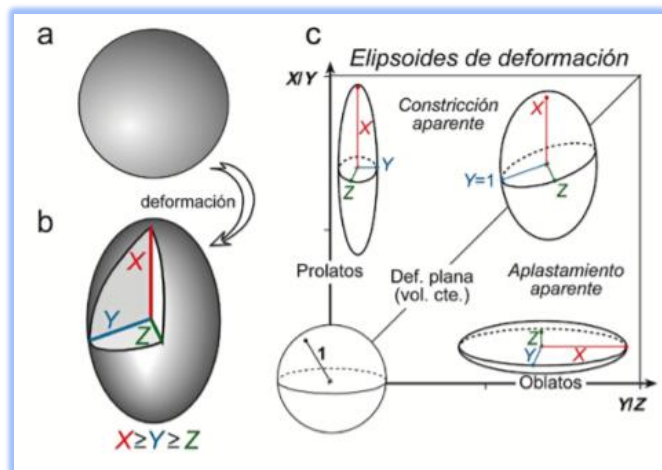 a
deformación
b
X
Y
Z
X≥Y≥Z
c
Elipsoides de deformación
X/Y
X
Y
Z
Constricción
aparente
X
Y=1
Z
Prolatos
Def. plana
(vol. cte.)
Aplastamiento
aparente
1
Z
Y
X
Oblatos
Y/Z